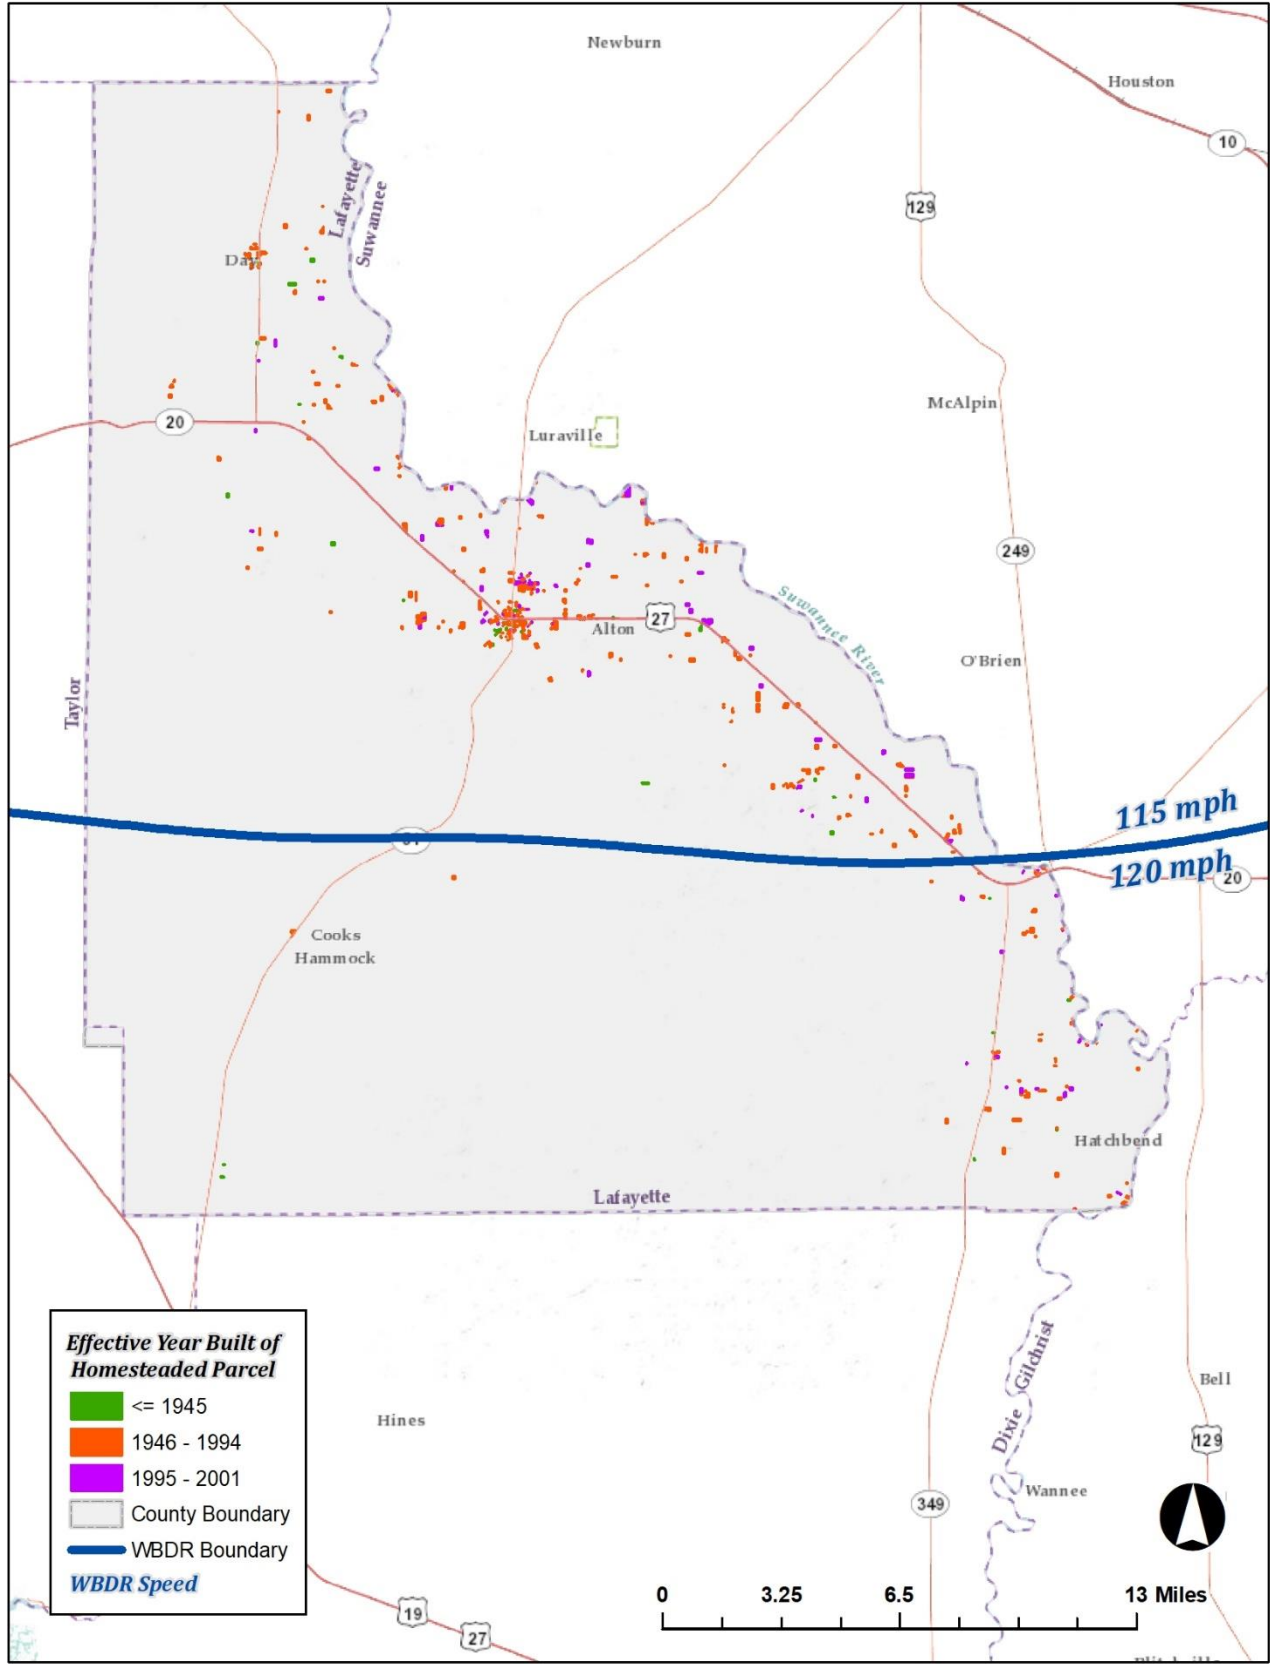 Newburn
Houston
10
129
Lafayette
Suwannee
Day
McAlpin
20
Luraville
249
Suwannee River
27
Alton
O'Brien
Taylor
115 mph
120 mph
20
Cooks
Hammock
Hatchbend
Lafayette
Effective Year Built of
Homesteaded Parcel
<= 1945
1946 - 1994
1995 - 2001
County Boundary
WBDR Boundary
WBDR Speed
Hines
Gilchrist
Dixie
Bell
129
Wannee
349
19
27
0 3.25 6.5 13 Miles